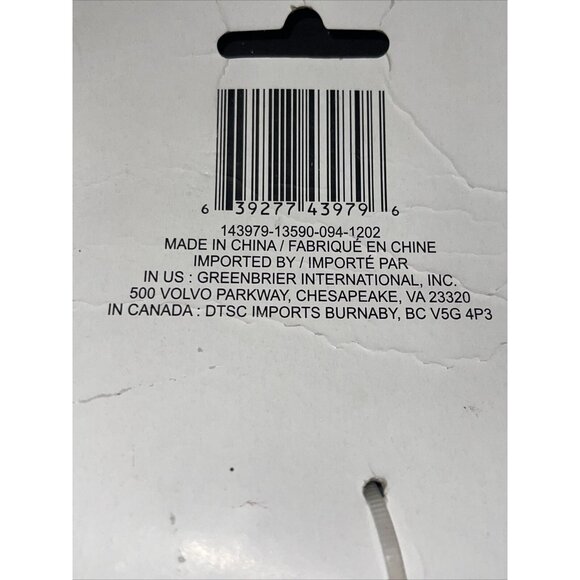 6 39277 43979 6
143979-13590-094-1202
MADE IN CHINA / FABRIQUÉ EN CHINE
IMPORTED BY / IMPORTÉ PAR
IN US : GREENBRIER INTERNATIONAL, INC.
500 VOLVO PARKWAY, CHESAPEAKE, VA 23320
IN CANADA : DTSC IMPORTS BURNABY, BC V5G 4P3